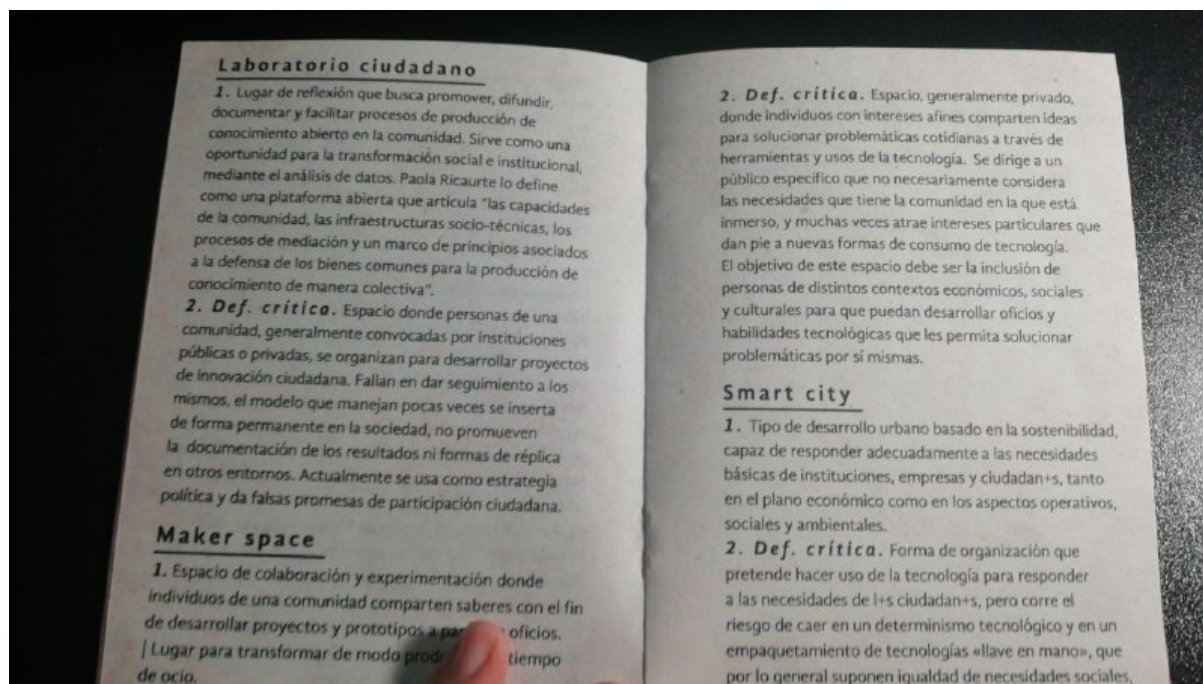 Laboratorio ciudadano
1. Lugar de reflexión que busca promover, difundir,
documentar y facilitar procesos de producción de
conocimiento abierto en la comunidad. Sirve como una
oportunidad para la transformación social e institucional,
mediante el análisis de datos. Paola Ricaurte lo define
como una plataforma abierta que articula "las capacidades
de la comunidad, las infraestructuras socio-técnicas, los
procesos de mediación y un marco de principios asociados
a la defensa de los bienes comunes para la producción de
conocimiento de manera colectiva".
2. Def. crítica. Espacio donde personas de una
comunidad, generalmente convocadas por instituciones
públicas o privadas, se organizan para desarrollar proyectos
de innovación ciudadana. Fallan en dar seguimiento a los
mismos, el modelo que manejan pocas veces se inserta
de forma permanente en la sociedad, no promueven
la documentación de los resultados ni formas de réplica
en otros entornos. Actualmente se usa como estrategia
política y da falsas promesas de participación ciudadana.
Maker space
1. Espacio de colaboración y experimentación donde
individuos de una comunidad comparten saberes con el fin
de desarrollar proyectos y prototipos a oficios.
| Lugar para transformar de modo tiempo
de ocio.
2. Def. crítica. Espacio, generalmente privado,
donde individuos con intereses afines comparten ideas
para solucionar problemáticas cotidianas a través de
herramientas y usos de la tecnología. Se dirige a un
público específico que no necesariamente considera
las necesidades que tiene la comunidad en la que está
inmerso, y muchas veces atrae intereses particulares que
dan pie a nuevas formas de consumo de tecnología.
El objetivo de este espacio debe ser la inclusión de
personas de distintos contextos económicos, sociales
y culturales para que puedan desarrollar oficios y
habilidades tecnológicas que les permita solucionar
problemáticas por sí mismas.
Smart city
1. Tipo de desarrollo urbano basado en la sostenibilidad,
capaz de responder adecuadamente a las necesidades
básicas de instituciones, empresas y ciudadan+s, tanto
en el plano económico como en los aspectos operativos,
sociales y ambientales.
2. Def. crítica. Forma de organización que
pretende hacer uso de la tecnología para responder
a las necesidades de l+s ciudadan+s, pero corre el
riesgo de caer en un determinismo tecnológico y en un
empaquetamiento de tecnologías «llave en mano», que
por lo general suponen igualdad de necesidades sociales,